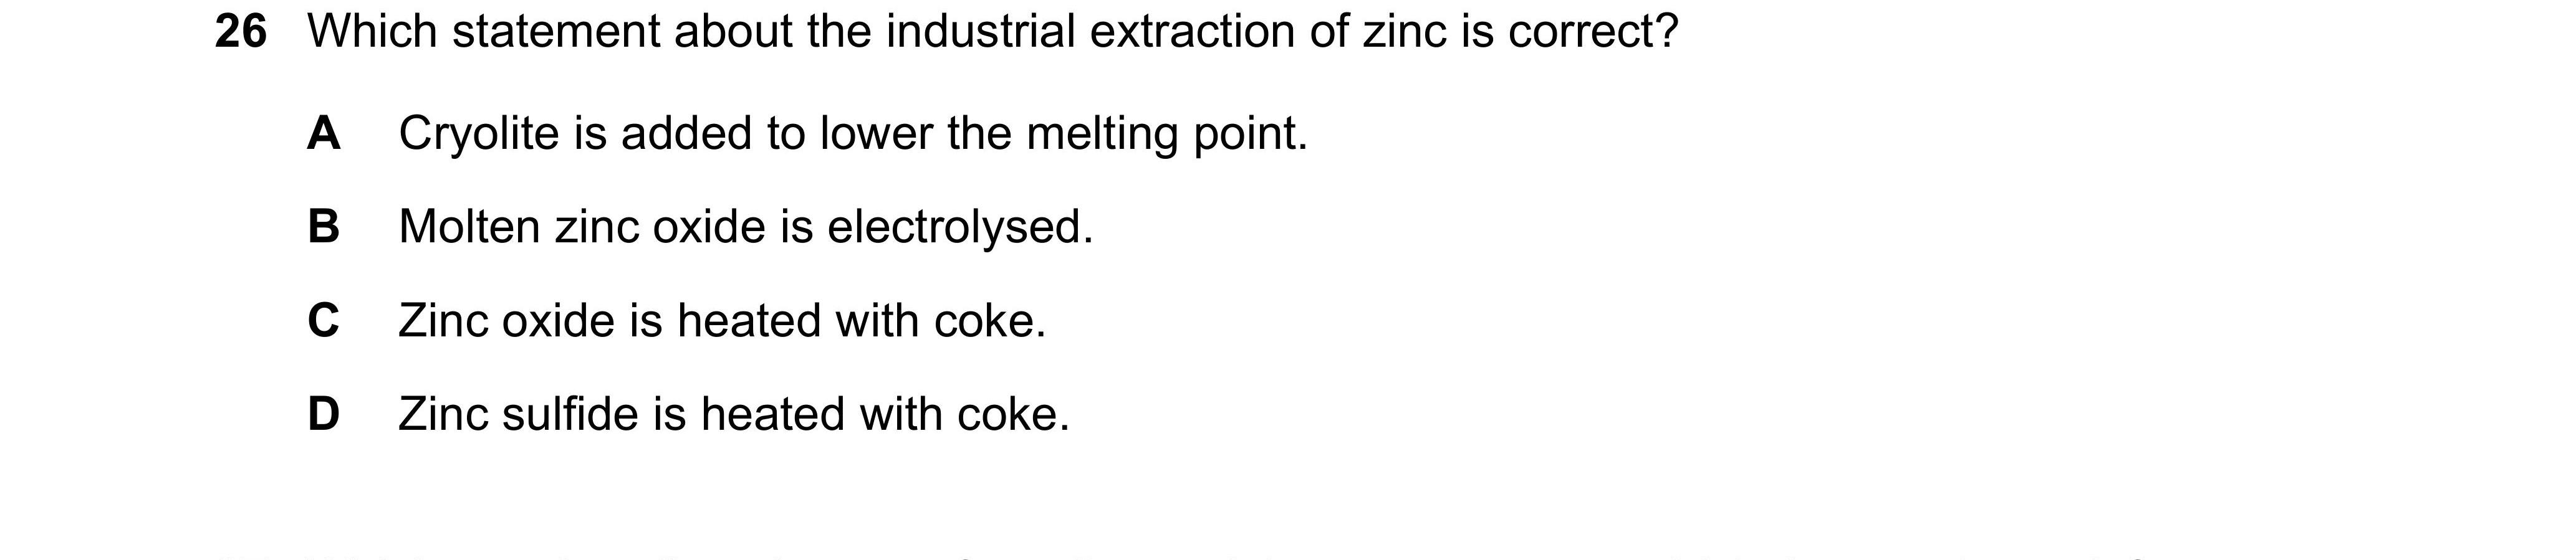 26 Which statement about the industrial extraction of zinc is correct?
A Cryolite is added to lower the melting point.
B Molten zinc oxide is electrolysed.
C Zinc oxide is heated with coke.
D Zinc sulfide is heated with coke.